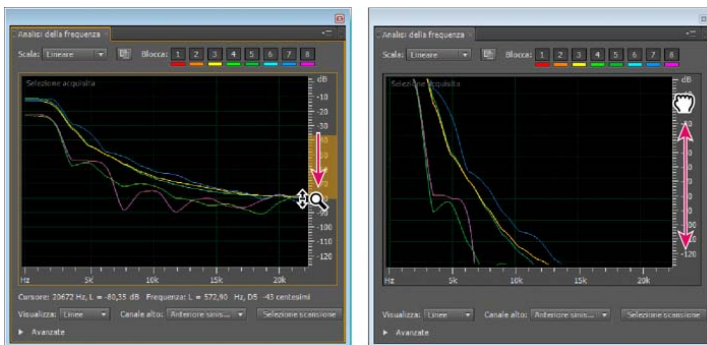 Analisi della frequenza
Scala: Lineare Blocca: 1 2 3 4 5 6 7 8
Selezione acquisita
dB
-10
-20
-30
-40
-90
-100
-110
-120
Hz 5K 10K 15K 20k
Cursore: 20672 Hz, L = -80,35 dB Frequenza: L = 572,90 Hz, D5 -43 centesimi
Visualizza: Linee Canale alto: Anteriore sinis... Selezione scansione
Avanzate
Analisi della frequenza
Scala: Lineare Blocca: 1 2 3 4 5 6 7 8
Selezione acquisita
dB
-120
Hz 5K 10K 15K 20k
Visualizza: Linee Canale alto: Anteriore sinis... Selezione scansione
Avanzate